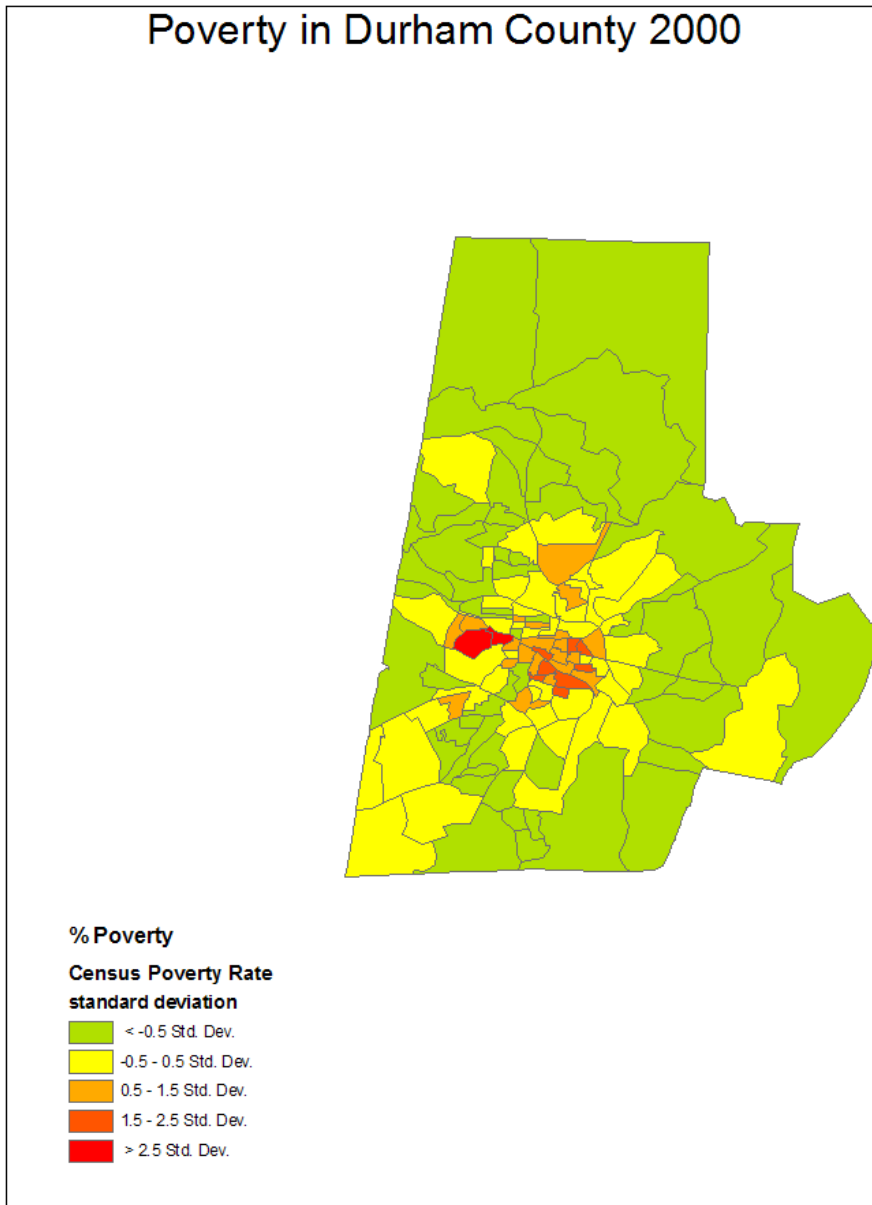 Poverty in Durham County 2000
% Poverty
Census Poverty Rate
standard deviation
< -0.5 Std. Dev.
-0.5 - 0.5 Std. Dev.
0.5 - 1.5 Std. Dev.
1.5 - 2.5 Std. Dev.
> 2.5 Std. Dev.